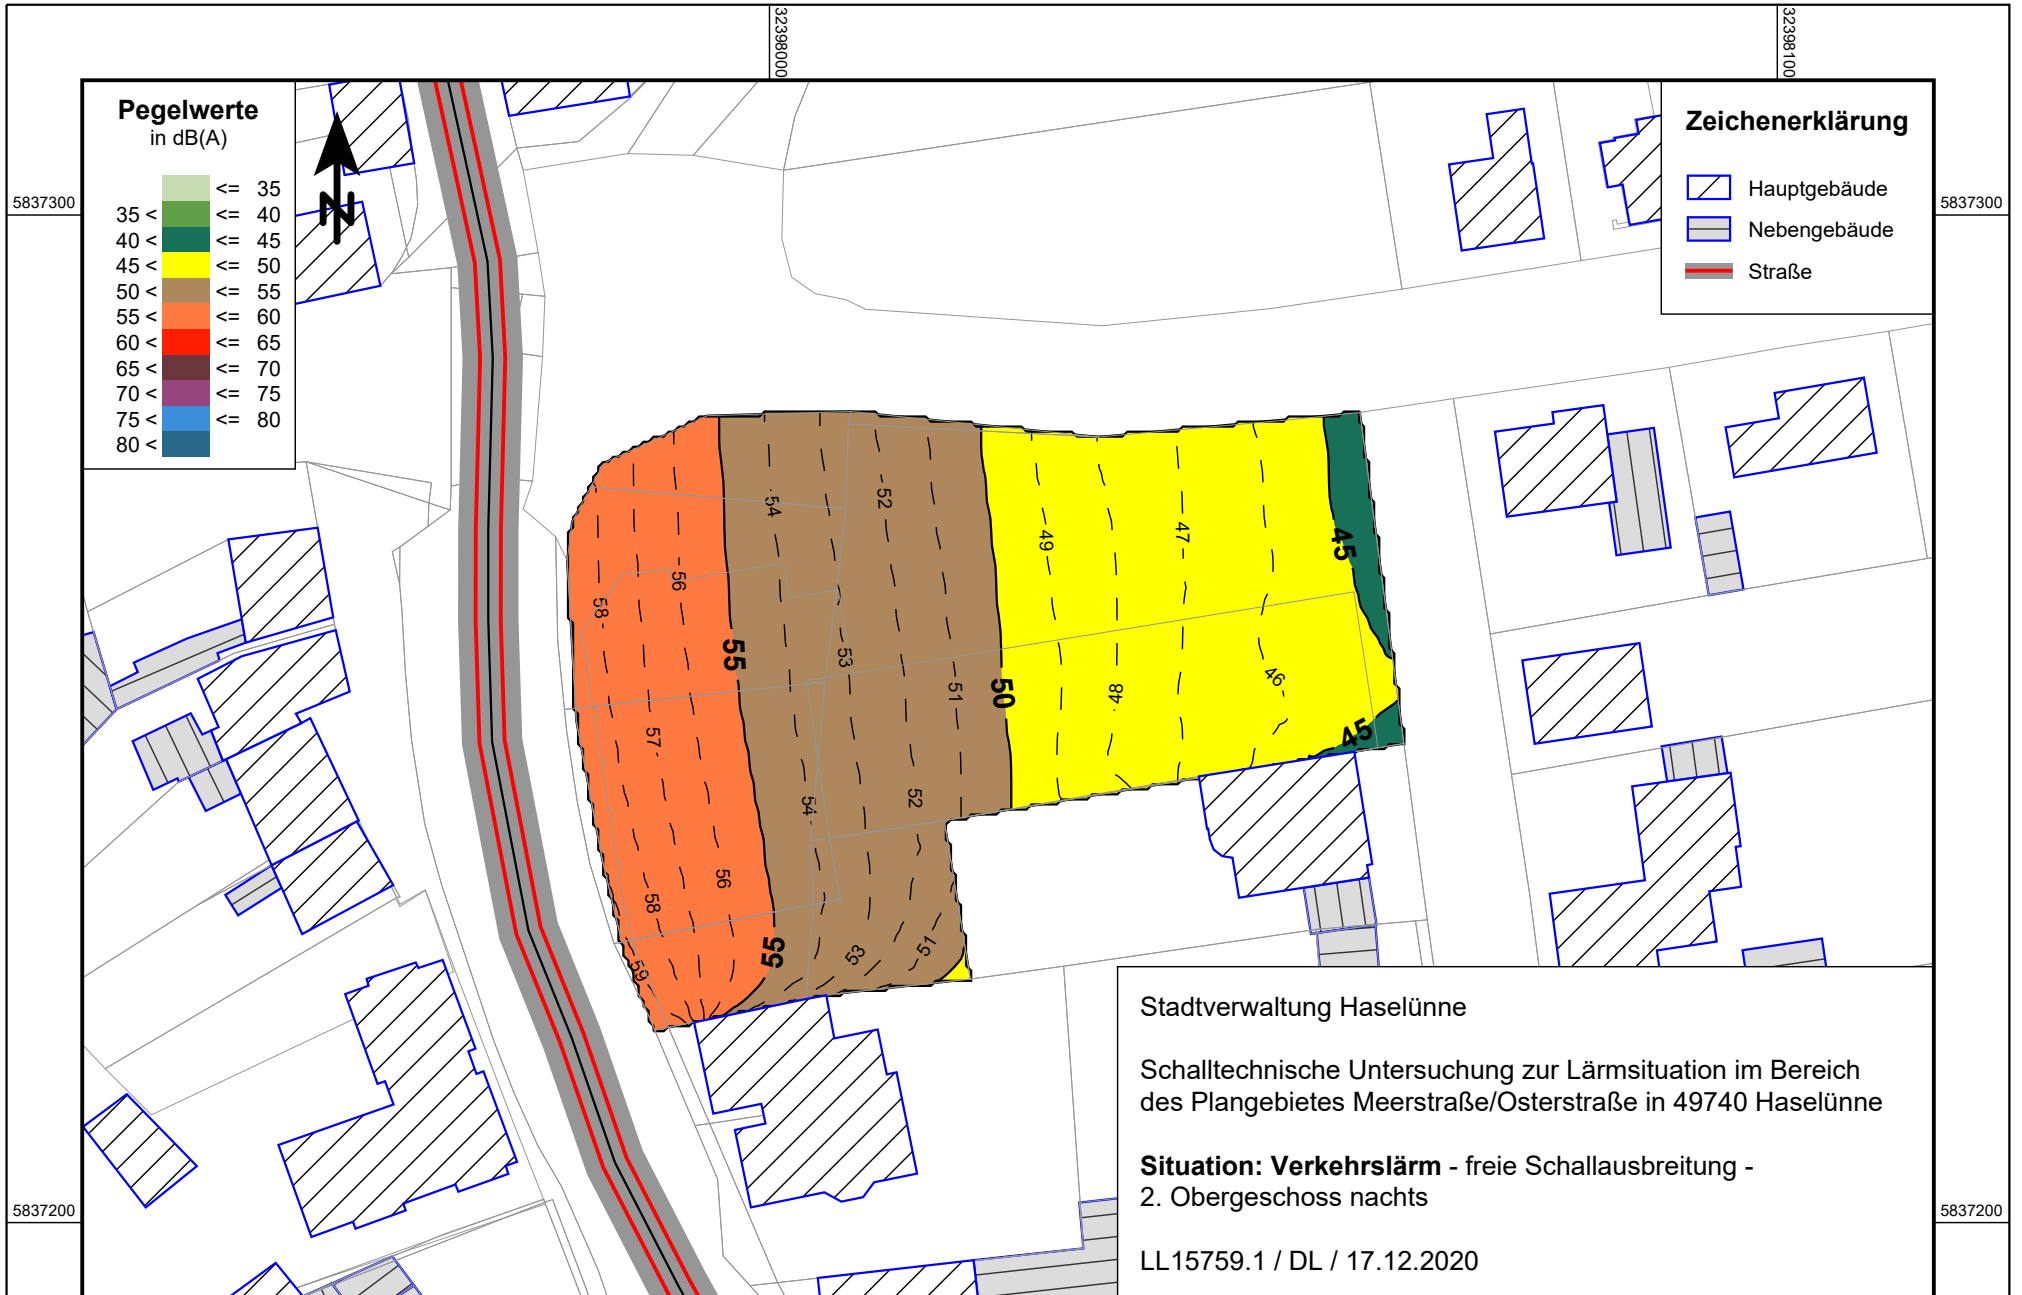 32398000
32398100
5837300
5837300
5837200
5837200
Pegelwerte
in dB(A)
<= 35
35 < <= 40
40 < <= 45
45 < <= 50
50 < <= 55
55 < <= 60
60 < <= 65
65 < <= 70
70 < <= 75
75 < <= 80
80 <
N
Zeichenerklärung
Hauptgebäude
Nebengebäude
Straße
54
52
49
47
45
56
58
55
53
51
50
48
46
45
57
54
52
56
58
55
53
51
59
Stadtverwaltung Haselünne
Schalltechnische Untersuchung zur Lärmsituation im Bereich
des Plangebietes Meerstraße/Osterstraße in 49740 Haselünne
Situation: Verkehrslärm - freie Schallausbreitung -
2. Obergeschoss nachts
LL15759.1 / DL / 17.12.2020